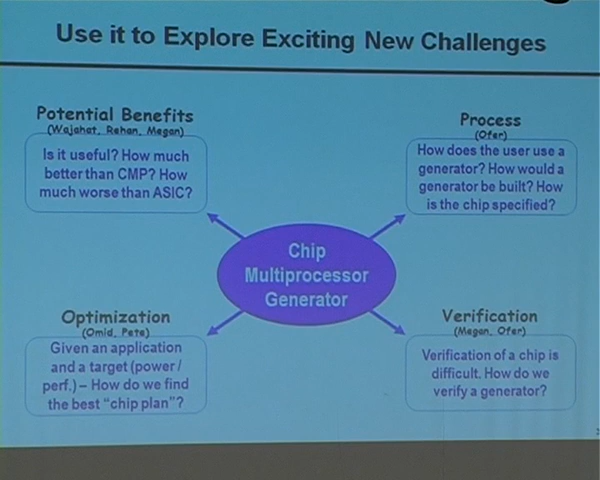 Use it to Explore Exciting New Challenges
Potential Benefits
(Wajahat, Rehan, Megan)
Is it useful? How much
better than CMP? How
much worse than ASIC?
Process
(Ofer)
How does the user use a
generator? How would a
generator be built? How
is the chip specified?
Chip
Multiprocessor
Generator
Optimization
(Omid, Pete)
Given an application
and a target (power /
perf.) – How do we find
the best “chip plan”?
Verification
(Megan, Ofer)
Verification of a chip is
difficult. How do we
verify a generator?